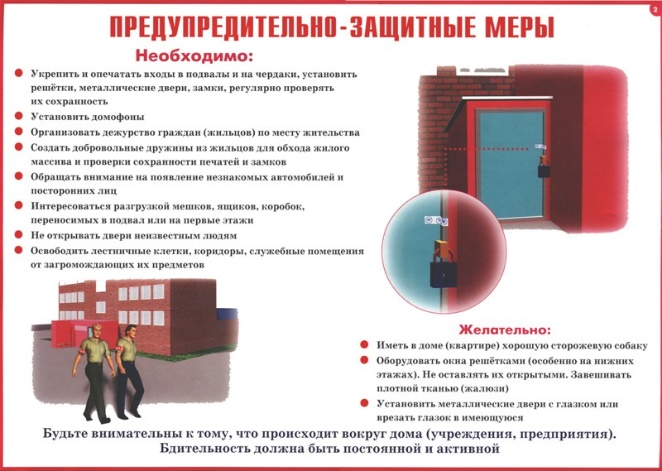 2
ПРЕДУПРЕДИТЕЛЬНО-ЗАЩИТНЫЕ МЕРЫ
Необходимо:
Укрепить и опечатать входы в подвалы и на чердаки, установить
решётки, металлические двери, замки, регулярно проверять
их сохранность
Установить домофоны
Организовать дежурство граждан (жильцов) по месту жительства
Создать добровольные дружины из жильцов для обхода жилого
массива и проверки сохранности печатей и замков
Обращать внимание на появление незнакомых автомобилей и
посторонних лиц
Интересоваться разгрузкой мешков, ящиков, коробок,
переносимых в подвал или на первые этажи
Не открывать двери неизвестным людям
Освободить лестничные клетки, коридоры, служебные помещения
от загромождающих их предметов
Желательно:
Иметь в доме (квартире) хорошую сторожевую собаку
Оборудовать окна решётками (особенно на нижних
этажах). Не оставлять их открытыми. Завешивать
плотной тканью (жалюзи)
Установить металлические двери с глазком или
врезать глазок в имеющуюся
Будьте внимательны к тому, что происходит вокруг дома (учреждения, предприятия).
Бдительность должна быть постоянной и активной